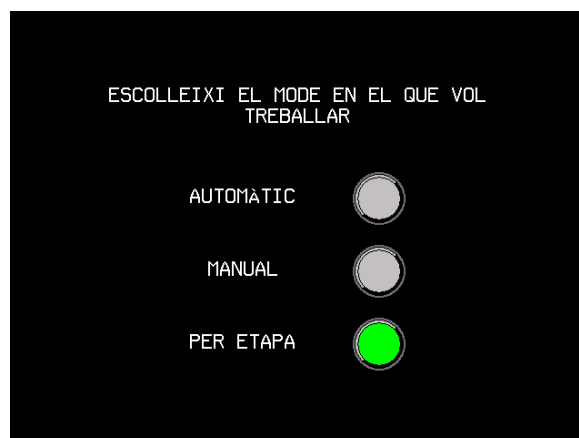 ESCOLLEIXI EL MODE EN EL QUE VOL
TREBALLAR
AUTOMàTIC
MANUAL
PER ETAPA